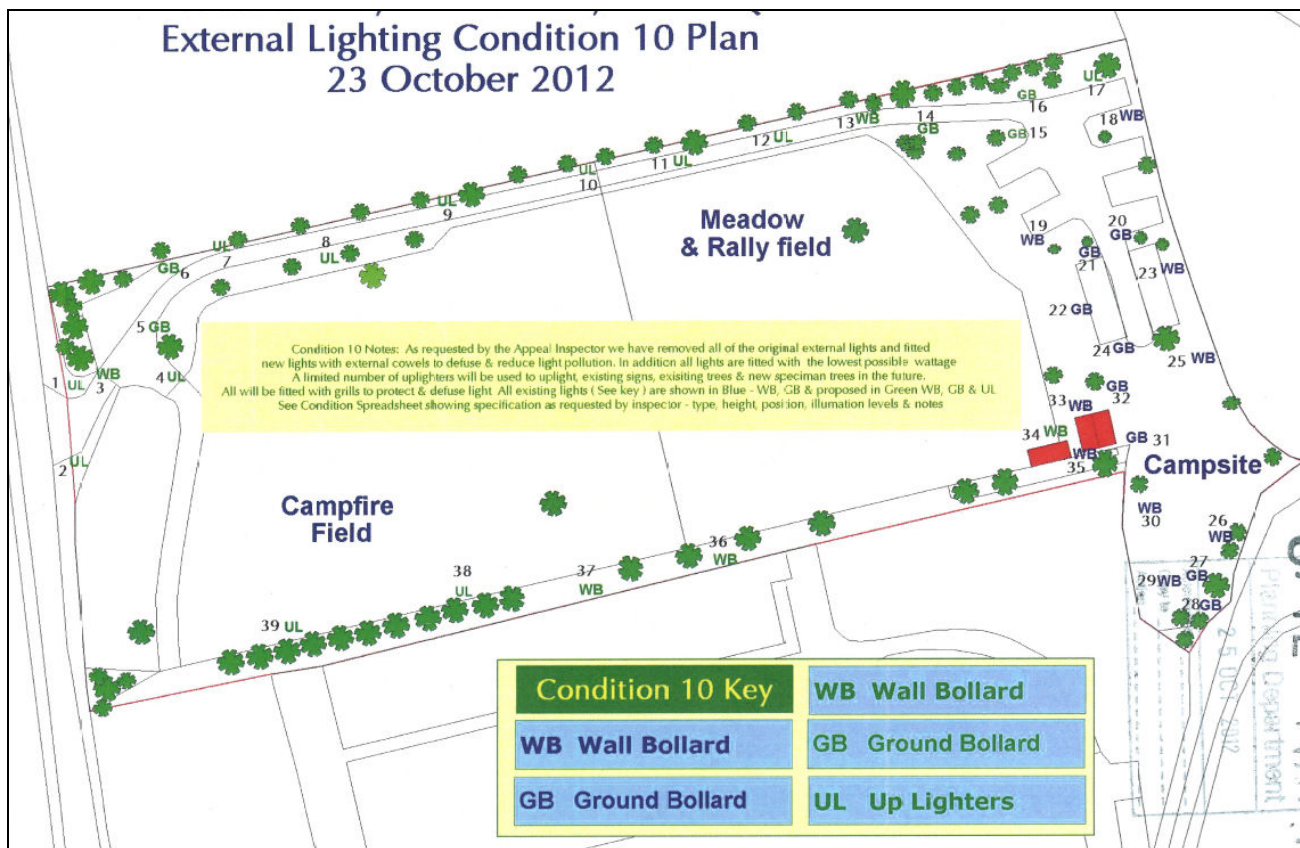 External Lighting Condition 10 Plan
23 October 2012
UL
17
GB
16
18 WB
14
GB
13 WB
GB 15
12 UL
11 UL
UL
10
UL
9
8
UL
UL
7
GB 6
5 GB
4 UL
WB
3
1
UL
2 UL
Meadow
& Rally field
19
WB
20
GB
GB
21
23 WB
22 GB
24 GB
25 WB
Condition 10 Notes: As requested by the Appeal Inspector we have removed all of the original external lights and fitted
new lights with external cowels to defuse & reduce light pollution. In addition all lights are fitted with the lowest possible wattage
A limited number of uplighters will be used to uplight, existing signs, exisiting trees & new speciman trees in the future.
All will be fitted with grills to protect & defuse light All existing lights ( See key ) are shown in Blue - WB, GB & proposed in Green WB, GB & UL
See Condition Spreadsheet showing specification as requested by inspector - type, height, position, illumation levels & notes
GB
32
33 WB
34 WB
GB 31
WB
35
Campsite
WB
30
26
WB
27
GB
29 WB
28 GB
Campfire
Field
36
WB
37
WB
38
UL
39 UL
Condition 10 Key
WB Wall Bollard
GB Ground Bollard
WB Wall Bollard
GB Ground Bollard
UL Up Lighters
Planning Department
25 OC 2012